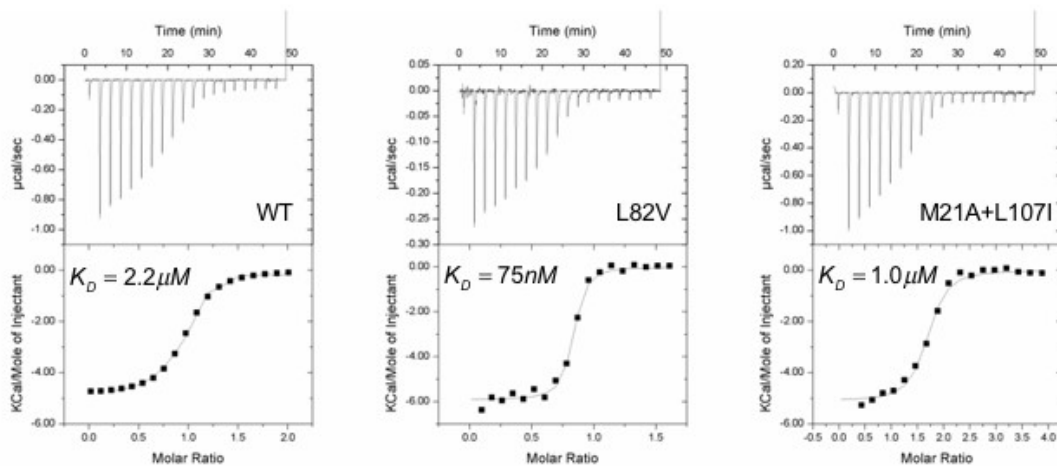 Time (min)
0 10 20 30 40 50
0.00
-0.20
-0.40
-0.60
-0.80
-1.00
µcal/sec
WT
0.00
-2.00
-4.00
-6.00
KCal/Mole of Injectant
K_D = 2.2µM
0.0 0.5 1.0 1.5 2.0
Molar Ratio
Time (min)
0 10 20 30 40 50
0.05
0.00
-0.05
-0.10
-0.15
-0.20
-0.25
-0.30
µcal/sec
L82V
0.00
-2.00
-4.00
-6.00
KCal/Mole of Injectant
K_D = 75nM
0.0 0.5 1.0 1.5
Molar Ratio
Time (min)
0 10 20 30 40 50
0.20
0.00
-0.20
-0.40
-0.60
-0.80
-1.00
µcal/sec
M21A+L107I
0.00
-2.00
-4.00
-6.00
KCal/Mole of Injectant
K_D = 1.0µM
-0.5 0.0 0.5 1.0 1.5 2.0 2.5 3.0 3.5 4.0
Molar Ratio